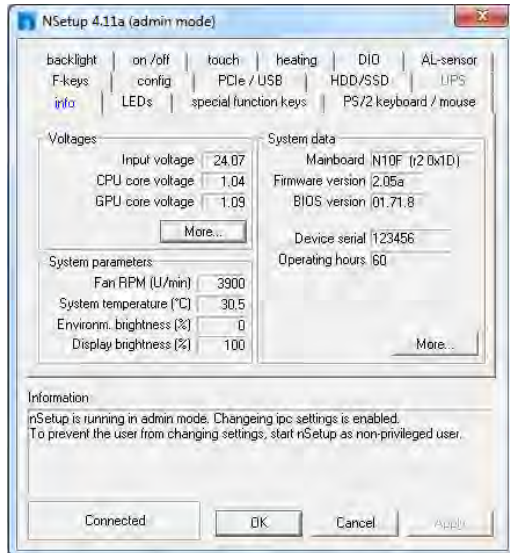 NSetup 4.11a (admin mode)
backlight on /off touch heating DIO AL-sensor
F-keys config PCIe / USB HDD/SSD UPS
info LEDs special function keys PS/2 keyboard / mouse
Voltages
Input voltage 24.07
CPU core voltage 1.04
GPU core voltage 1.09
More...
System parameters
Fan RPM (U/min) 3900
System temperature (°C) 30.5
Environm. brightness (%) 0
Display brightness (%) 100
System data
Mainboard N10F (r2 0x1D)
Firmware version 2.05a
BIOS version 01.71.8
Device serial 123456
Operating hours 60
More...
Information
nSetup is running in admin mode. Changeing ipc settings is enabled.
To prevent the user from changing settings, start nSetup as non-privileged user.
Connected OK Cancel Apply